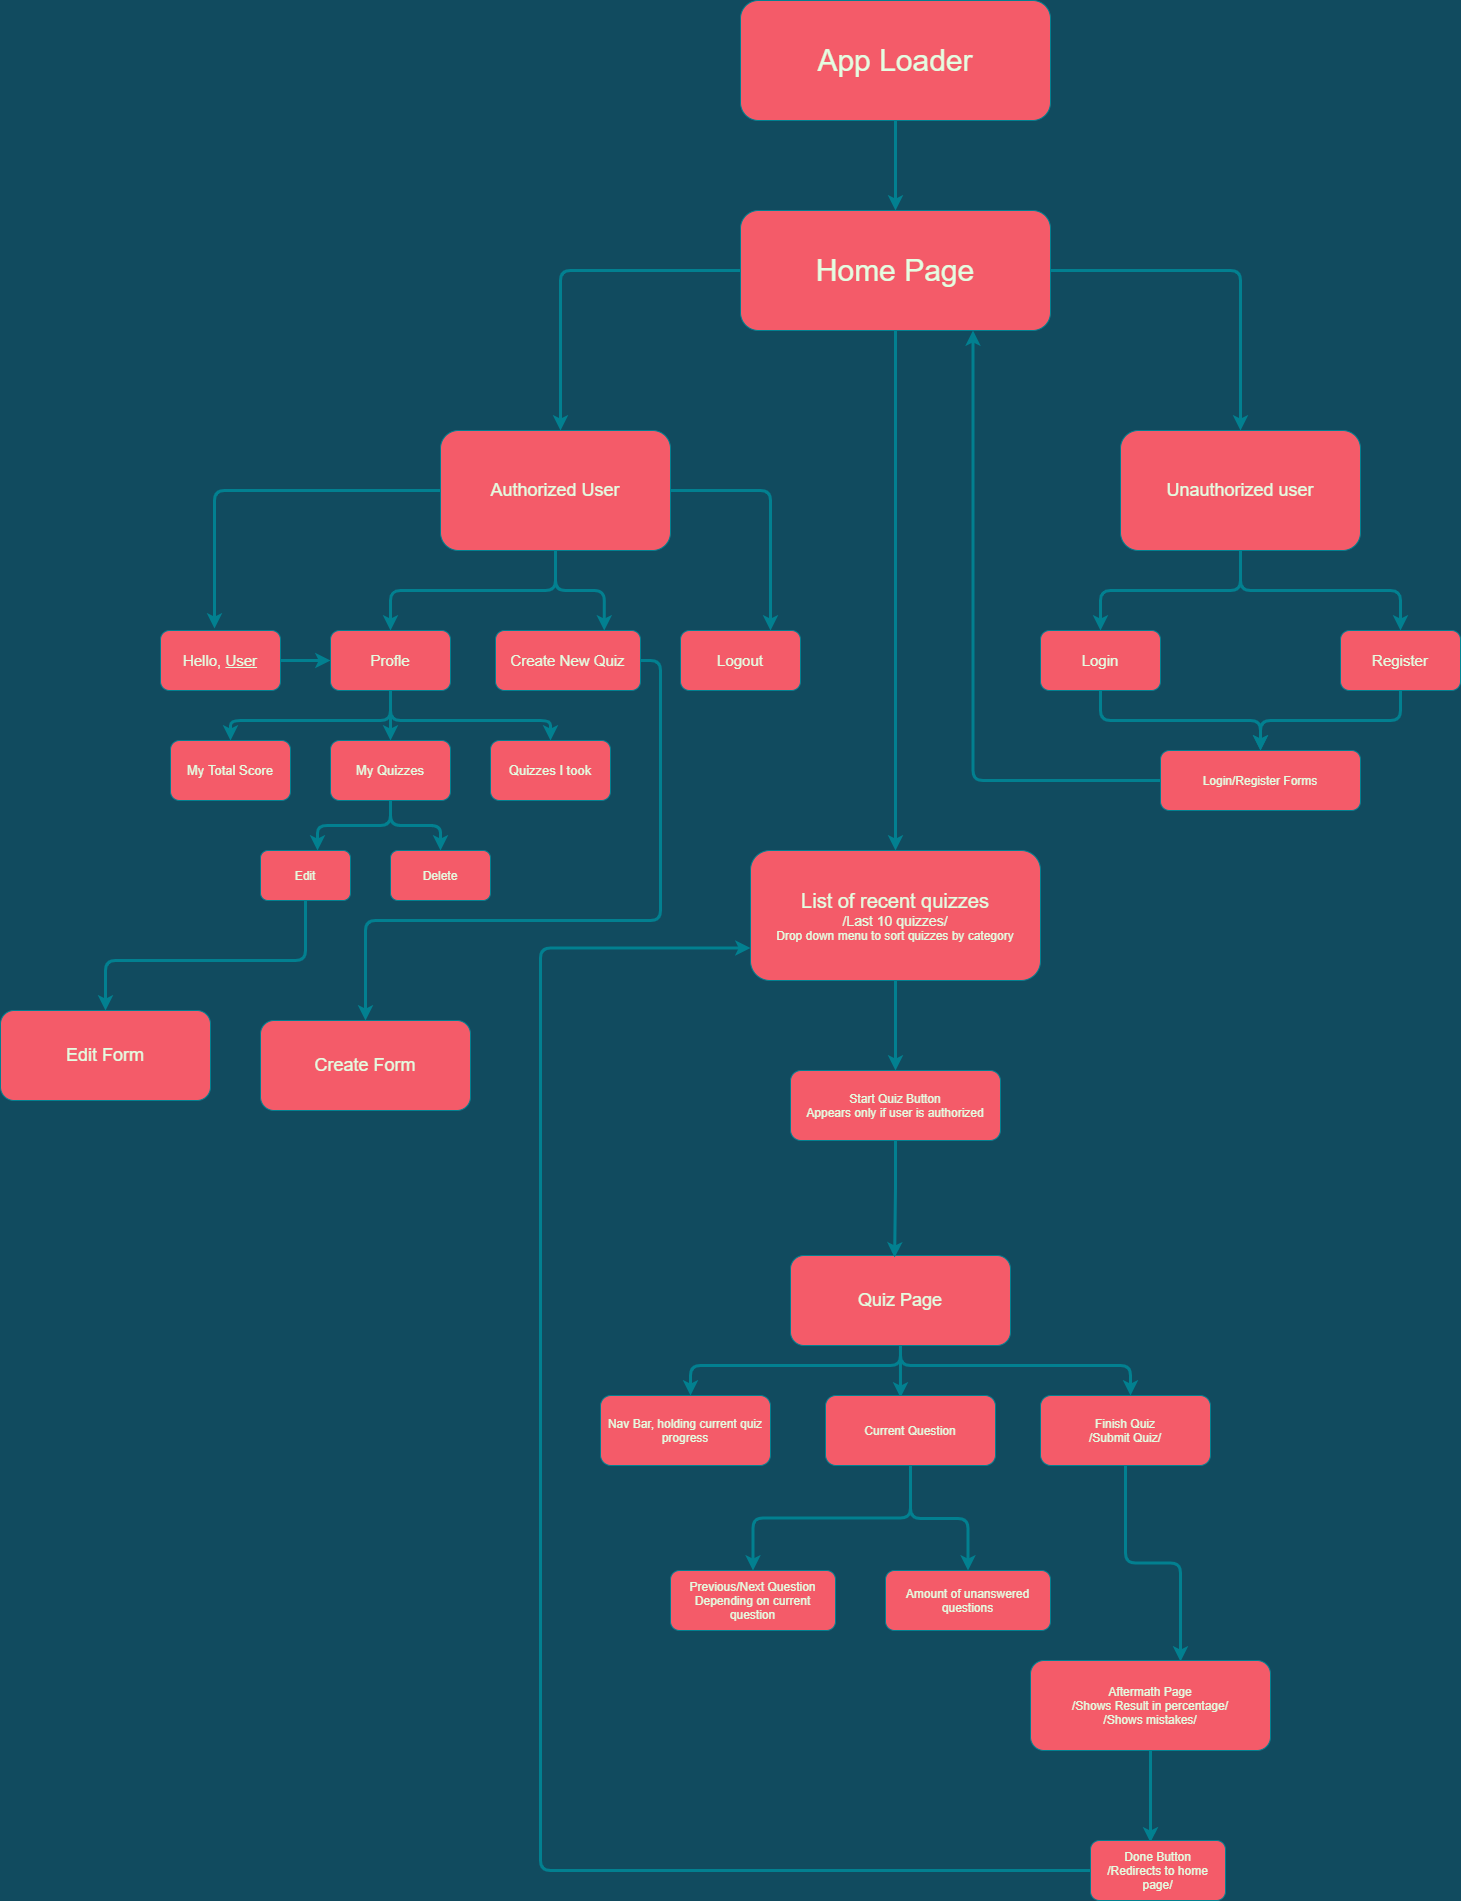 App Loader
Home Page
Authorized User
Unauthorized user
Hello, User
Profle
Create New Quiz
Logout
Login
Register
My Total Score
My Quizzes
Quizzes I took
Login/Register Forms
Edit
Delete
List of recent quizzes
/Last 10 quizzes/
Drop down menu to sort quizzes by category
Edit Form
Create Form
Start Quiz Button
Appears only if user is authorized
Quiz Page
Nav Bar, holding current quiz
progress
Current Question
Finish Quiz
/Submit Quiz/
Previous/Next Question
Depending on current
question
Amount of unanswered
questions
Aftermath Page
/Shows Result in percentage/
/Shows mistakes/
Done Button
/Redirects to home
page/